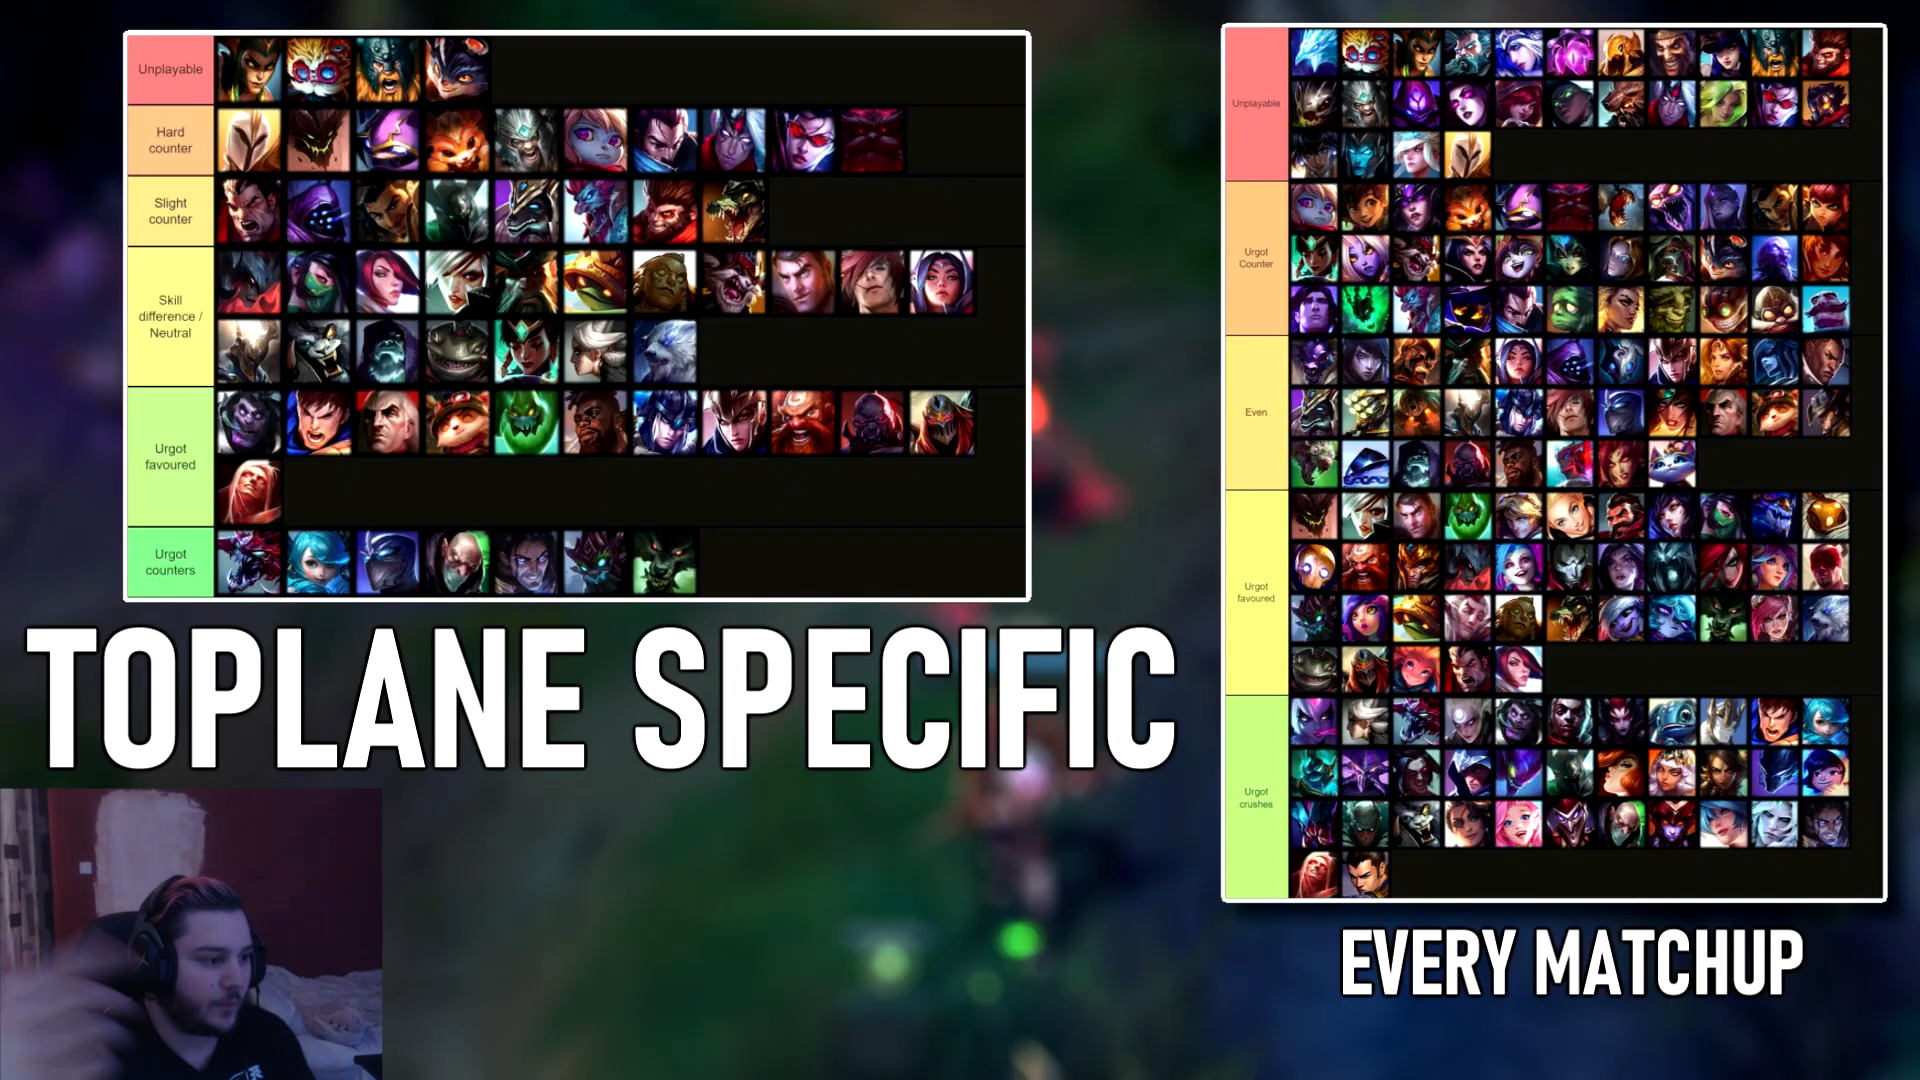 Unplayable
Hard
counter
Slight
counter
Skill
difference /
Neutral
Urgot
favoured
Urgot
counters
TOPLANE SPECIFIC
Unplayable
Urgot
Counter
Even
Urgot
favoured
Urgot
crushes
EVERY MATCHUP